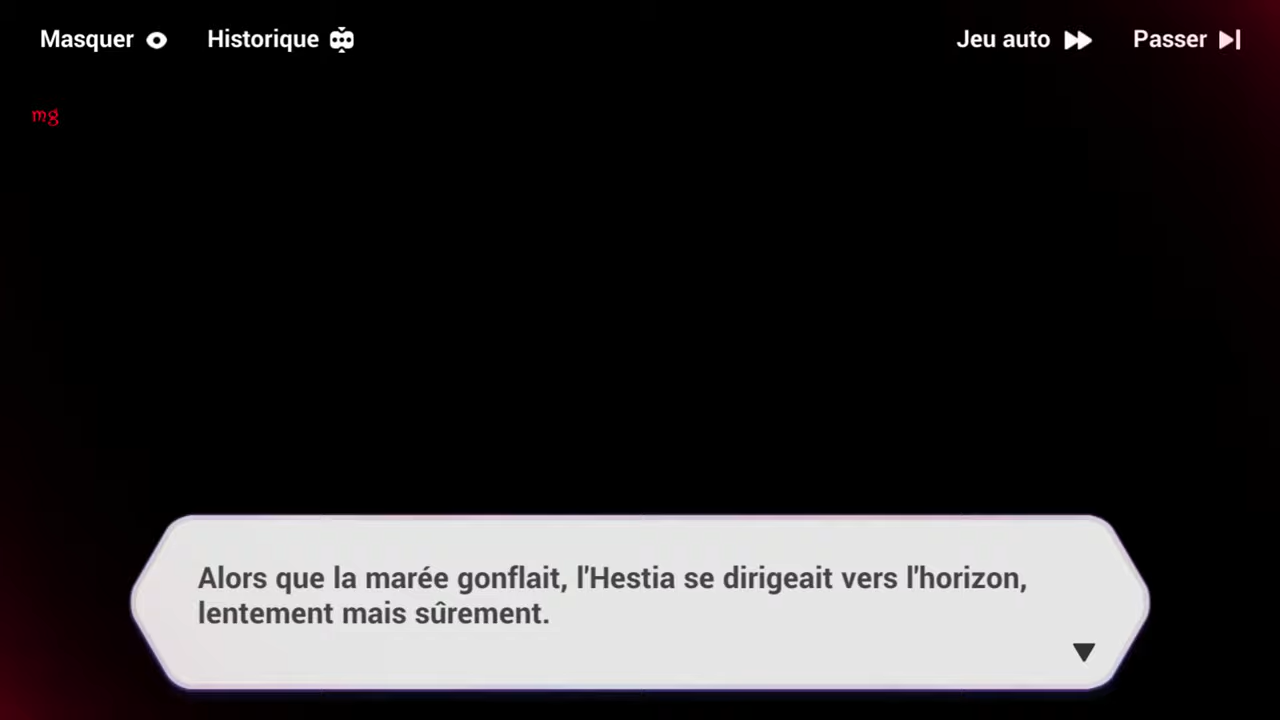 Masquer Historique Jeu auto Passer
mg
Alors que la marée gonflait, l'Hestia se dirigeait vers l'horizon,
lentement mais sûrement.